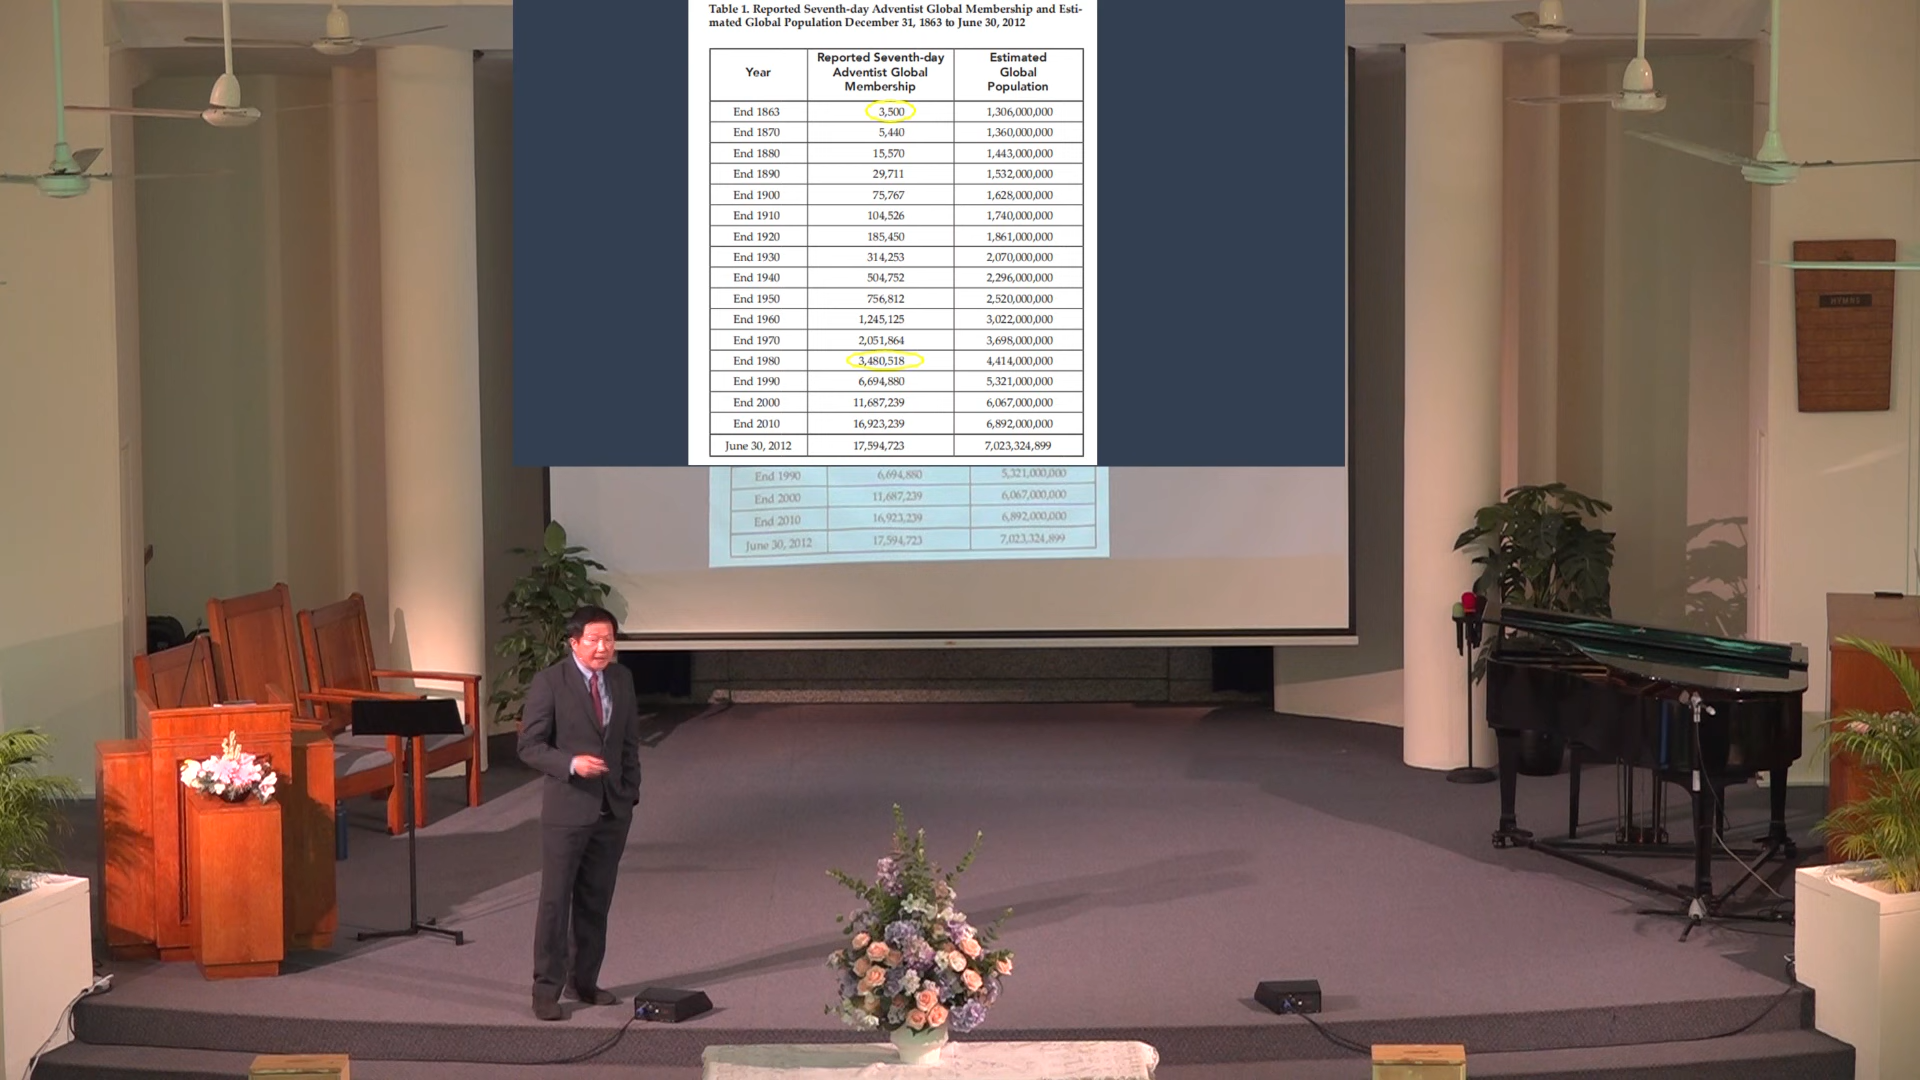 Table 1. Reported Seventh-day Adventist Global Membership and Esti-
mated Global Population December 31, 1863 to June 30, 2012
Year Reported Seventh-day Adventist Global Membership Estimated Global Population
End 1863 3,500 1,306,000,000
End 1870 5,440 1,360,000,000
End 1880 15,570 1,443,000,000
End 1890 29,711 1,532,000,000
End 1900 75,767 1,628,000,000
End 1910 104,526 1,740,000,000
End 1920 185,450 1,861,000,000
End 1930 314,253 2,070,000,000
End 1940 504,752 2,296,000,000
End 1950 756,812 2,520,000,000
End 1960 1,245,125 3,022,000,000
End 1970 2,051,864 3,698,000,000
End 1980 3,480,518 4,414,000,000
End 1990 6,694,880 5,321,000,000
End 2000 11,687,239 6,067,000,000
End 2010 16,923,239 6,892,000,000
June 30, 2012 17,594,723 7,023,324,899
End 1990 6,694,880 5,321,000,000
End 2000 11,687,239 6,067,000,000
End 2010 16,923,239 6,892,000,000
June 30, 2012 17,594,723 7,023,324,899
HYMNS